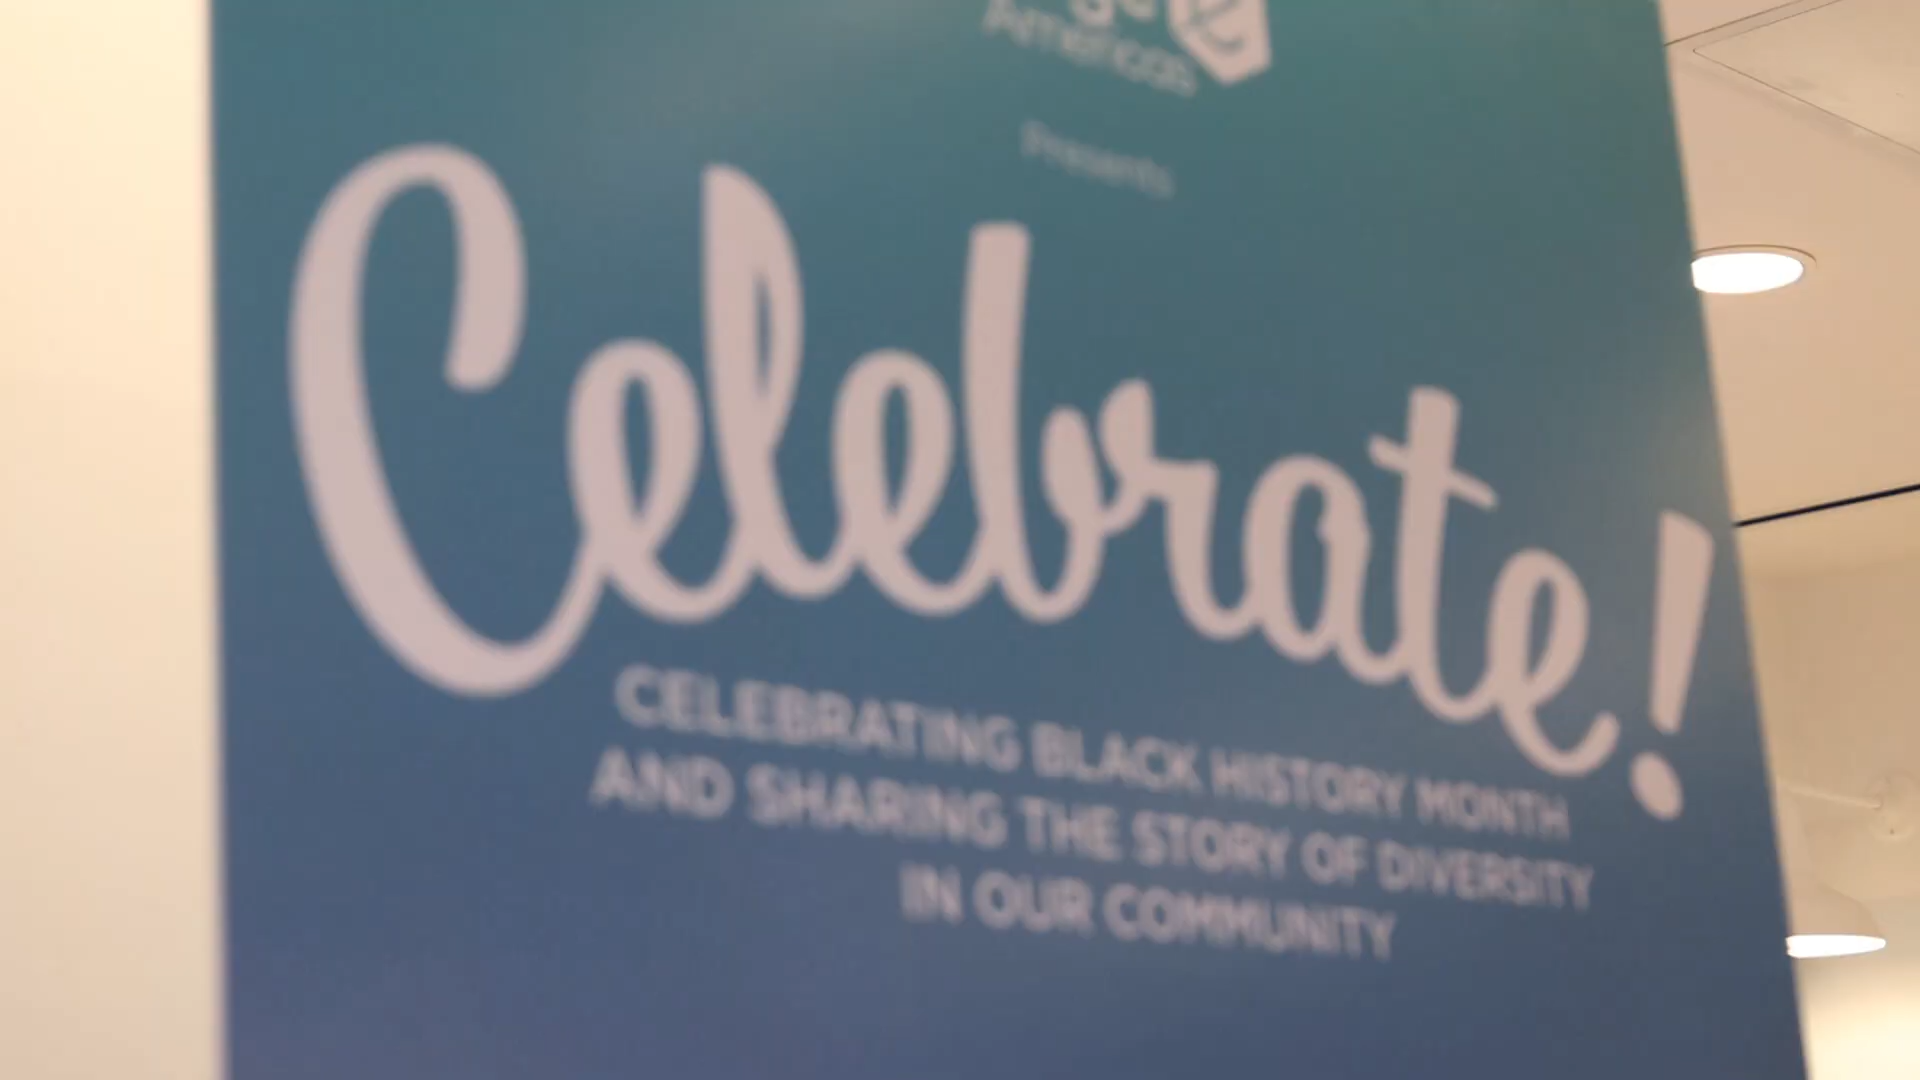 Americas
e
Presents
Celebrate!
CELEBRATING BLACK HISTORY MONTH
AND SHARING THE STORY OF DIVERSITY
IN OUR COMMUNITY